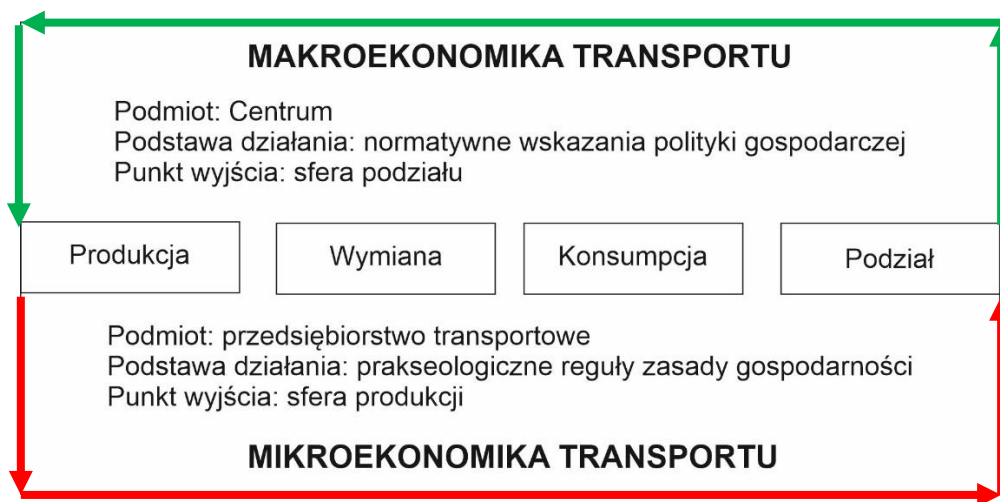 MAKROEKONOMIKA TRANSPORTU
Podmiot: Centrum
Podstawa działania: normatywne wskazania polityki gospodarczej
Punkt wyjścia: sfera podziału
Produkcja
Wymiana
Konsumpcja
Podział
Podmiot: przedsiębiorstwo transportowe
Podstawa działania: prakseologiczne reguły zasady gospodarności
Punkt wyjścia: sfera produkcji
MIKROEKONOMIKA TRANSPORTU